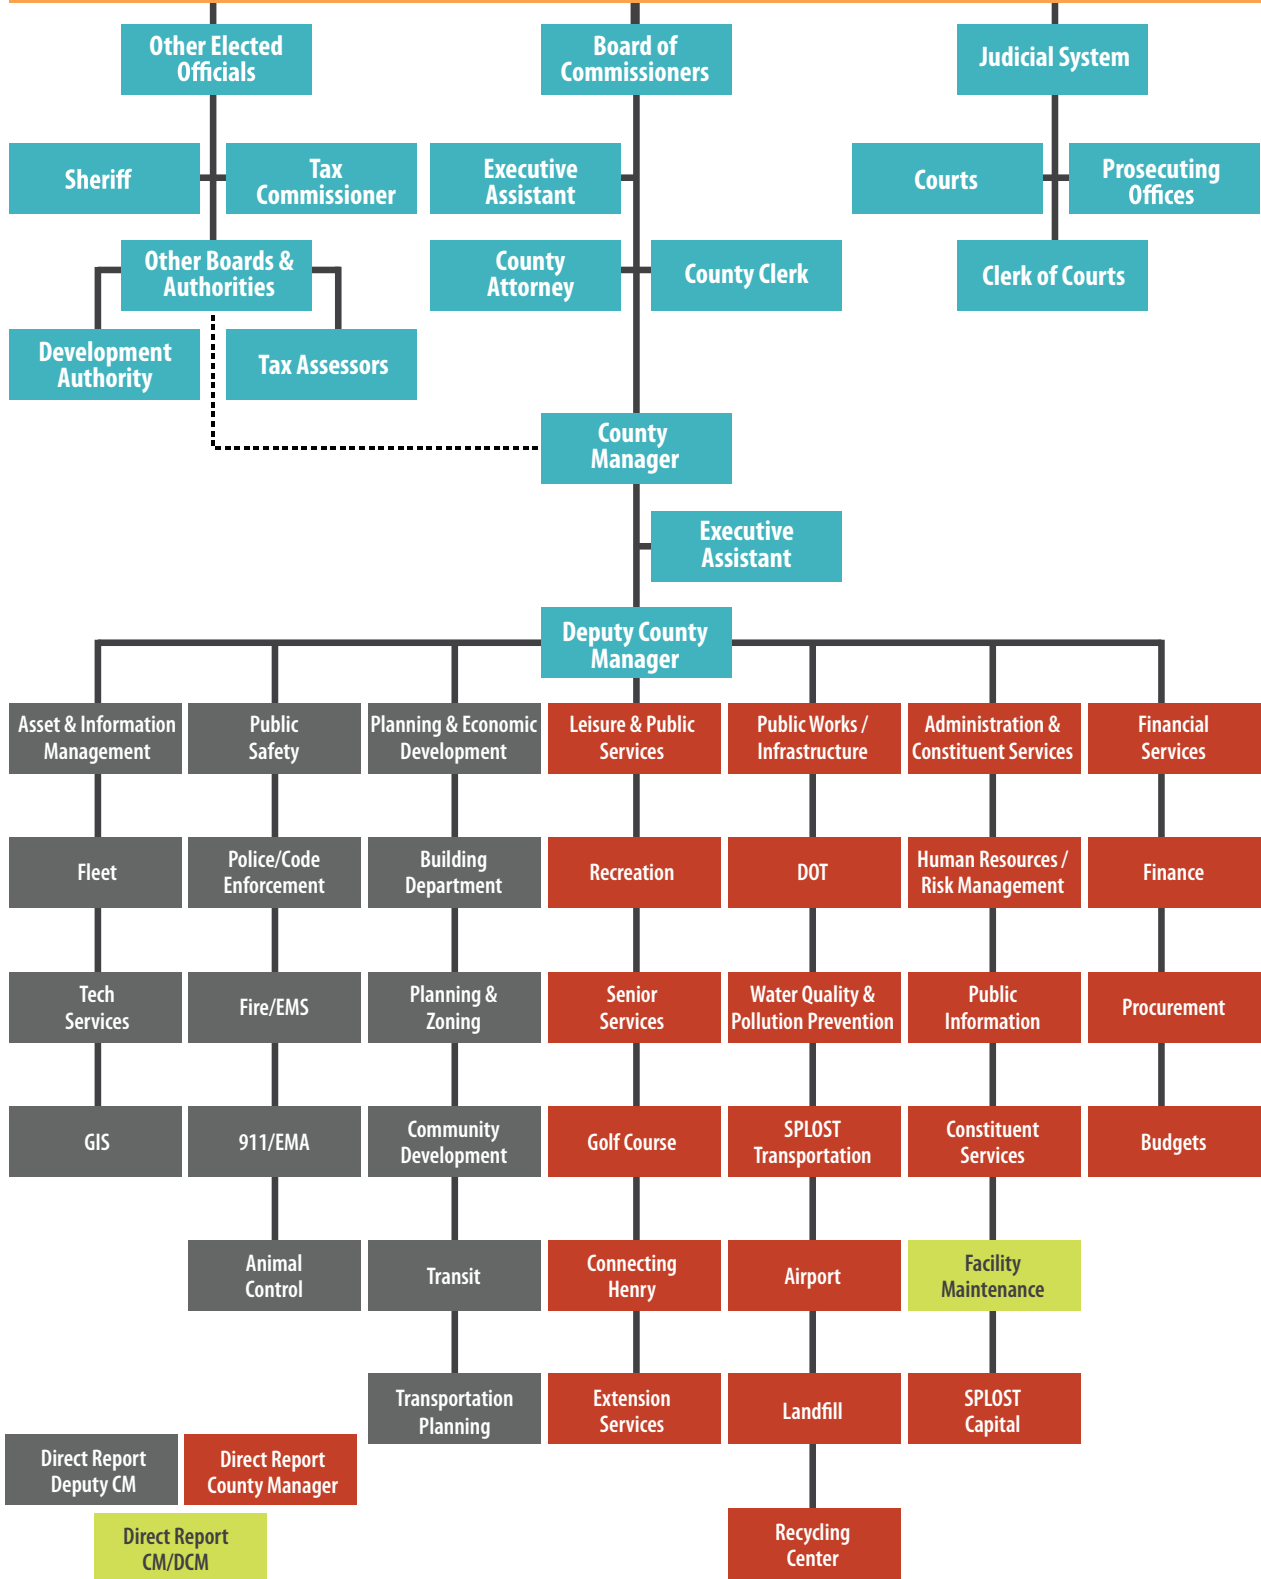 Other Elected
Officials
Board of
Commissioners
Judicial System
Sheriff
Tax
Commissioner
Executive
Assistant
Courts
Prosecuting
Offices
Other Boards &
Authorities
County
Attorney
County Clerk
Clerk of Courts
Development
Authority
Tax Assessors
County
Manager
Executive
Assistant
Deputy County
Manager
Asset & Information
Management
Public
Safety
Planning & Economic
Development
Leisure & Public
Services
Public Works /
Infrastructure
Administration &
Constituent Services
Financial
Services
Fleet
Police/Code
Enforcement
Building
Department
Recreation
DOT
Human Resources /
Risk Management
Finance
Tech
Services
Fire/EMS
Planning &
Zoning
Senior
Services
Water Quality &
Pollution Prevention
Public
Information
Procurement
GIS
911/EMA
Community
Development
Golf Course
SPLOST
Transportation
Constituent
Services
Budgets
Animal
Control
Transit
Connecting
Henry
Airport
Facility
Maintenance
Transportation
Planning
Extension
Services
Landfill
SPLOST
Capital
Direct Report
Deputy CM
Direct Report
County Manager
Direct Report
CM/DCM
Recycling
Center